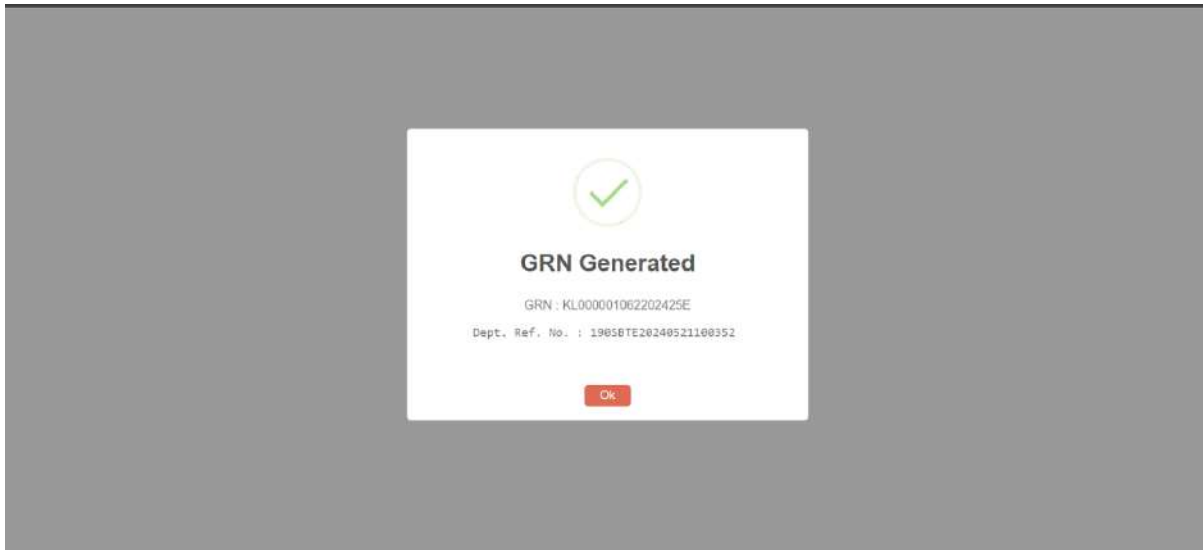 GRN Generated
GRN : KL000001062202425E
Dept. Ref. No. : 190SBTE20240521100352
Ok